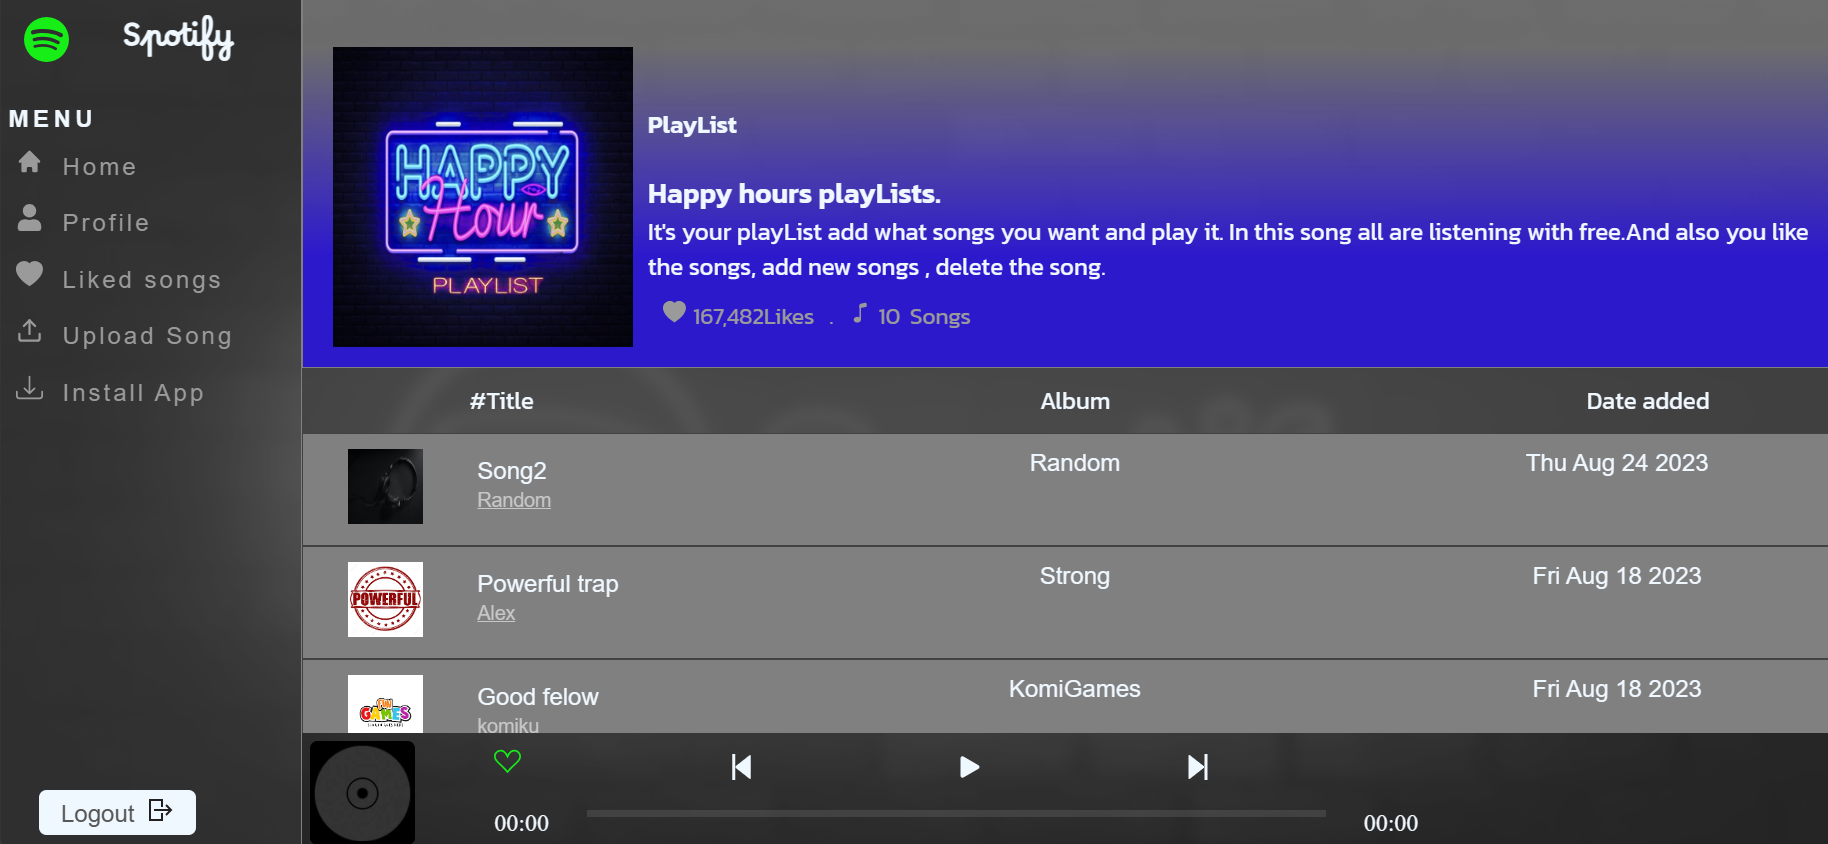 Spotify
MENU
Home
Profile
Liked songs
Upload Song
Install App
Logout
HAPPY
Hour
PLAYLIST
PlayList
Happy hours playLists.
It's your playList add what songs you want and play it. In this song all are listening with free.And also you like
the songs, add new songs , delete the song.
167,482Likes . 10 Songs
#Title Album Date added
Song2 Random Thu Aug 24 2023
Random
POWERFUL
Powerful trap Strong Fri Aug 18 2023
Alex
FUN
GAMES
Good felow KomiGames Fri Aug 18 2023
komiku
00:00 00:00